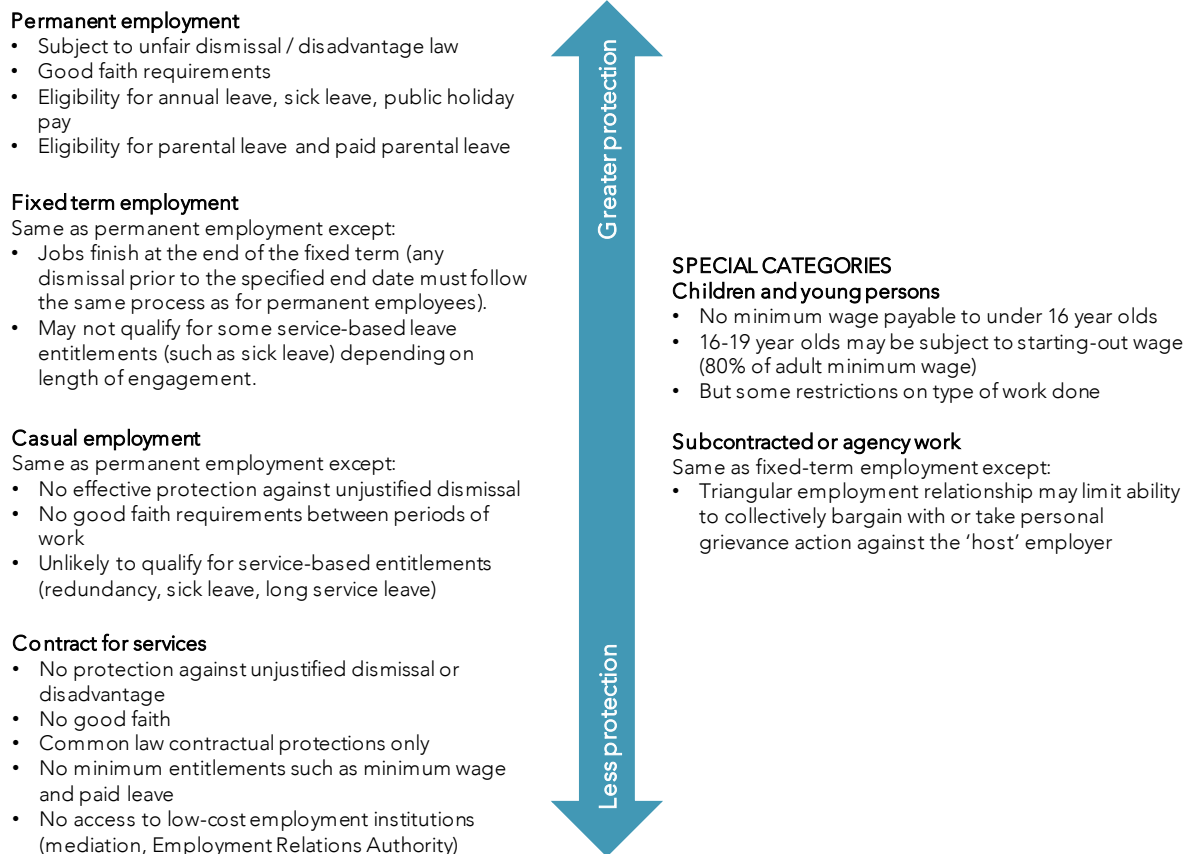 Permanent employment
• Subject to unfair dismissal / disadvantage law
• Good faith requirements
• Eligibility for annual leave, sick leave, public holiday
pay
• Eligibility for parental leave and paid parental leave
Fixed term employment
Same as permanent employment except:
• Jobs finish at the end of the fixed term (any
dismissal prior to the specified end date must follow
the same process as for permanent employees).
• May not qualify for some service-based leave
entitlements (such as sick leave) depending on
length of engagement.
Casual employment
Same as permanent employment except:
• No effective protection against unjustified dismissal
• No good faith requirements between periods of
work
• Unlikely to qualify for service-based entitlements
(redundancy, sick leave, long service leave)
Contract for services
• No protection against unjustified dismissal or
disadvantage
• No good faith
• Common law contractual protections only
• No minimum entitlements such as minimum wage
and paid leave
• No access to low-cost employment institutions
(mediation, Employment Relations Authority)
Greater protection
Less protection
SPECIAL CATEGORIES
Children and young persons
• No minimum wage payable to under 16 year olds
• 16-19 year olds may be subject to starting-out wage
(80% of adult minimum wage)
• But some restrictions on type of work done
Subcontracted or agency work
Same as fixed-term employment except:
• Triangular employment relationship may limit ability
to collectively bargain with or take personal
grievance action against the ‘host’ employer